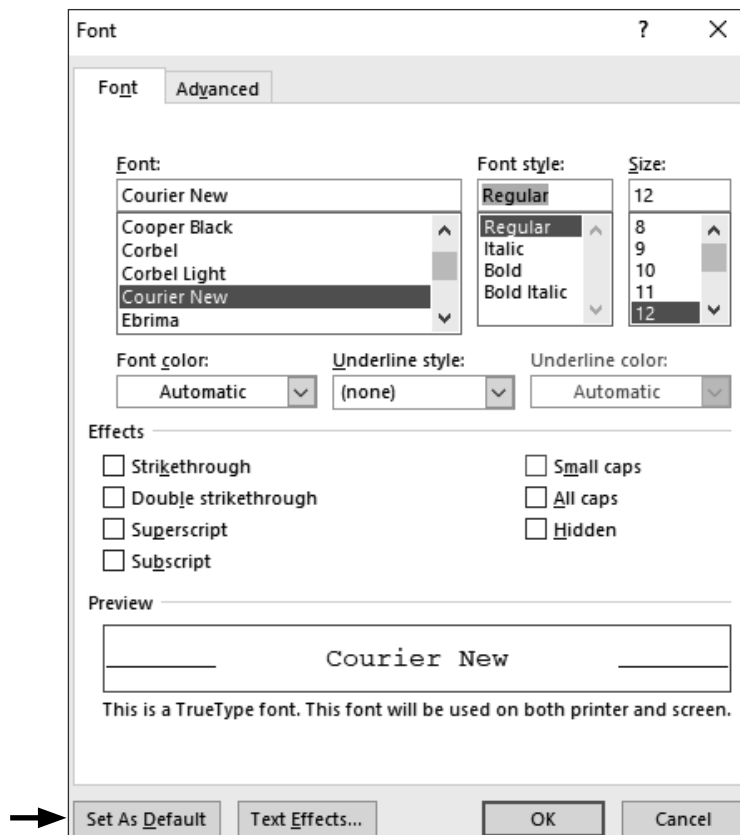 Font ?
Font Advanced
Font: Font style: Size:
Courier New Regular 12
Cooper Black Regular 8
Corbel Italic 9
Corbel Light Bold 10
Courier New Bold Italic 11
Ebrima 12
Font color: Underline style: Underline color:
Automatic (none) Automatic
Effects
Strikethrough Small caps
Double strikethrough All caps
Superscript Hidden
Subscript
Preview
Courier New
This is a TrueType font. This font will be used on both printer and screen.
Set As Default Text Effects... OK Cancel